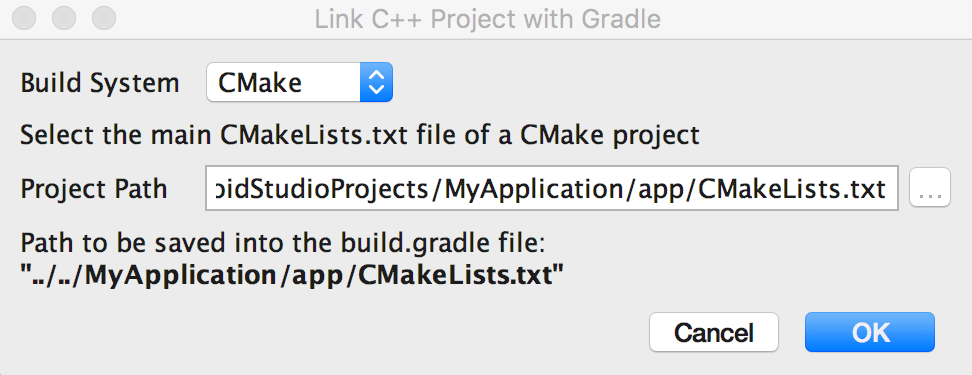 Link C++ Project with Gradle
Build System CMake
Select the main CMakeLists.txt file of a CMake project
Project Path oidStudioProjects/MyApplication/app/CMakeLists.txt ...
Path to be saved into the build.gradle file:
"../../MyApplication/app/CMakeLists.txt"
Cancel OK